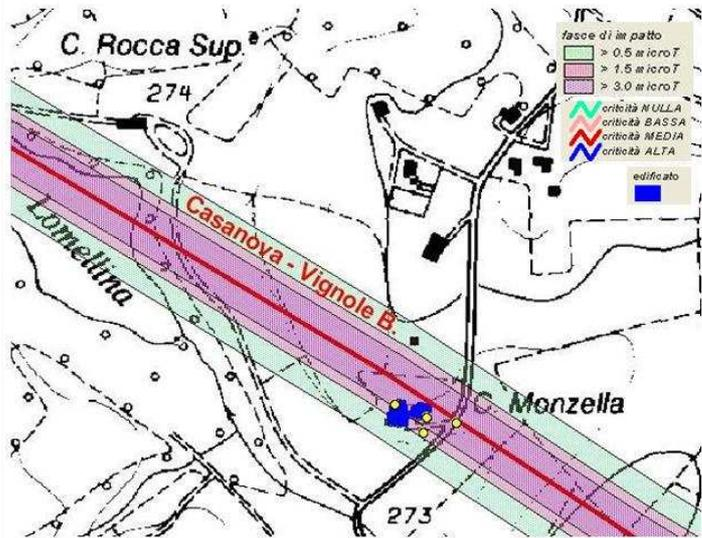 C. Rocca Sup.
274
Lomellina
Casanova - Vignole B.
C. Monzella
273
fasce di impatto
> 0.5 microT
> 1.5 microT
> 3.0 microT
criticità NULLA
criticità BASSA
criticità MEDIA
criticità ALTA
edificato